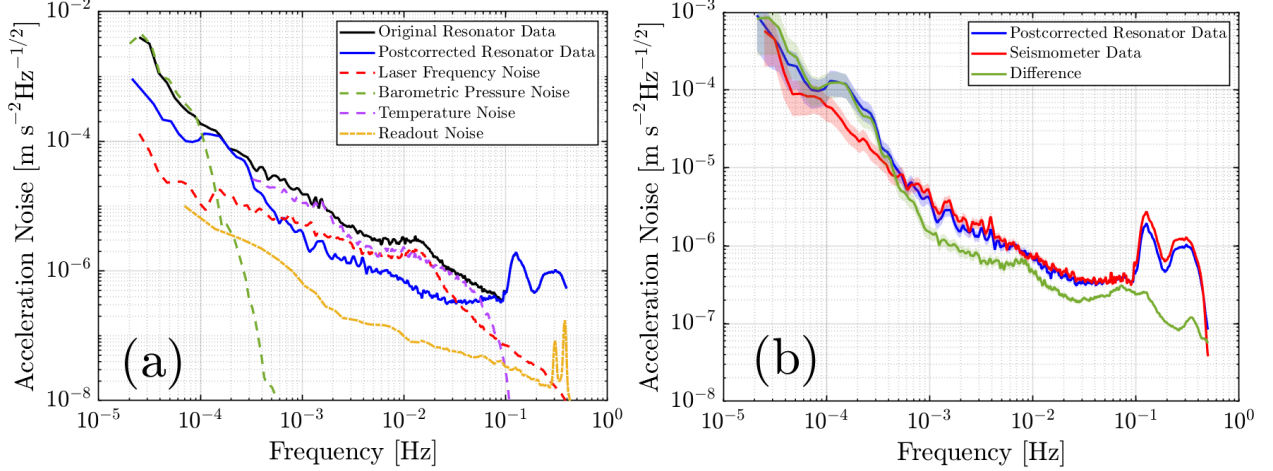 10^-2
10^-4
10^-6
10^-8
Acceleration Noise [m s^-2Hz^-1/2]
Original Resonator Data
Postcorrected Resonator Data
Laser Frequency Noise
Barometric Pressure Noise
Temperature Noise
Readout Noise
(a)
10^-5 10^-4 10^-3 10^-2 10^-1 10^0
Frequency [Hz]
10^-3
10^-4
10^-5
10^-6
10^-7
10^-8
Acceleration Noise [m s^-2Hz^-1/2]
Postcorrected Resonator Data
Seismometer Data
Difference
(b)
10^-5 10^-4 10^-3 10^-2 10^-1 10^0
Frequency [Hz]